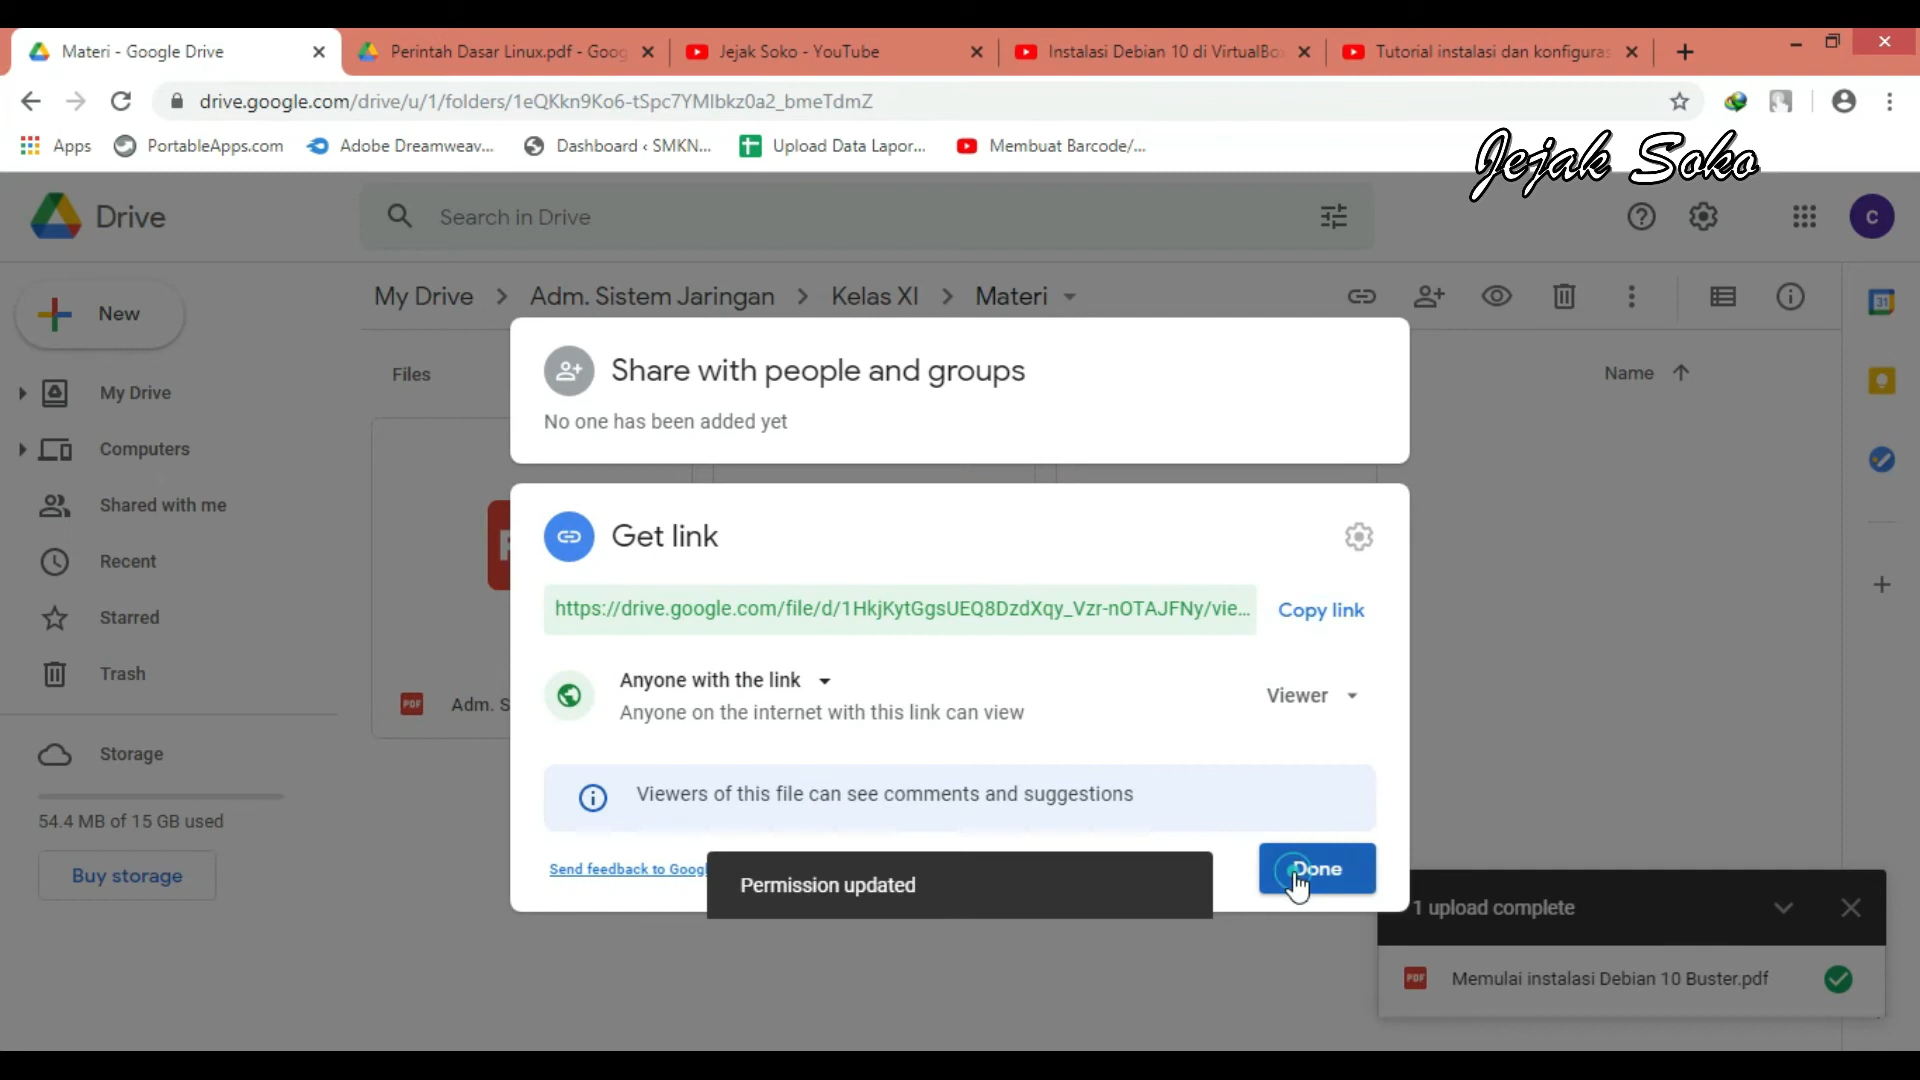 Materi - Google Drive
Perintah Dasar Linux.pdf - Goog
Jejak Soko - YouTube
Instalasi Debian 10 di VirtualBo
Tutorial instalasi dan konfiguras
drive.google.com/drive/u/1/folders/1eQKkn9Ko6-tSpc7YMlbkz0a2_bmeTdmZ
Apps
PortableApps.com
Adobe Dreamweav...
Dashboard ‹ SMKN...
Upload Data Lapor...
Membuat Barcode/...
Jejak Soko
Drive
Search in Drive
C
New
My Drive > Adm. Sistem Jaringan > Kelas XI > Materi
31
My Drive
Computers
Shared with me
Recent
Starred
Trash
Storage
54.4 MB of 15 GB used
Buy storage
Files
Name
PDF
Adm. S
Share with people and groups
No one has been added yet
Get link
https://drive.google.com/file/d/1HkjKytGgsUEQ8DzdXqy_Vzr-nOTAJFNy/vie...
Copy link
Anyone with the link
Anyone on the internet with this link can view
Viewer
Viewers of this file can see comments and suggestions
Send feedback to Googl
Permission updated
Done
1 upload complete
PDF
Memulai instalasi Debian 10 Buster.pdf